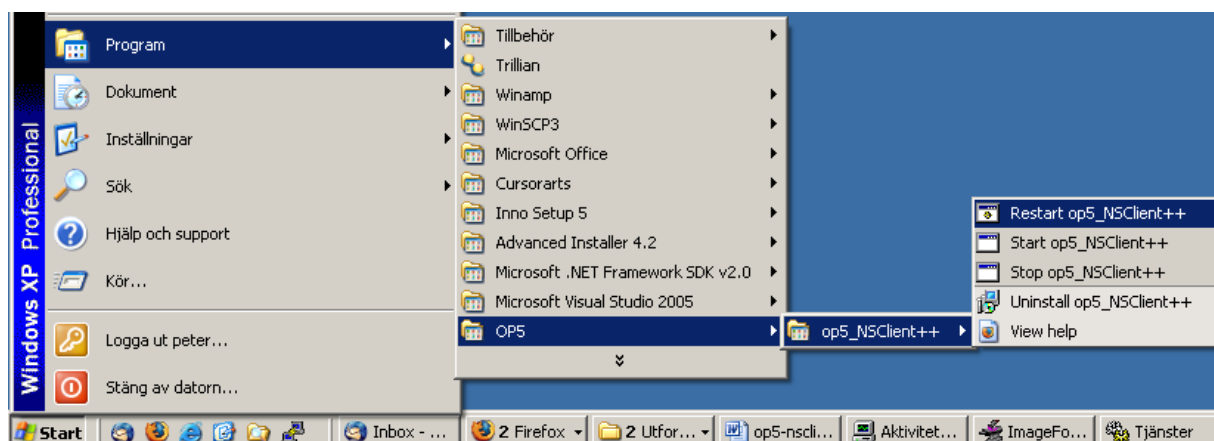 Windows XP Professional
Program
Dokument
Inställningar
Sök
Hjälp och support
Kör...
Logga ut peter...
Stäng av datorn...
Tillbehör
Trillian
Winamp
WinSCP3
Microsoft Office
Cursorarts
Inno Setup 5
Advanced Installer 4.2
Microsoft .NET Framework SDK v2.0
Microsoft Visual Studio 2005
OP5
op5_NSClient++
Restart op5_NSClient++
Start op5_NSClient++
Stop op5_NSClient++
Uninstall op5_NSClient++
View help
Start
Inbox - ...
2 Firefox
2 Utfor...
op5-nscli...
Aktivitet...
ImageFo...
Tjänster